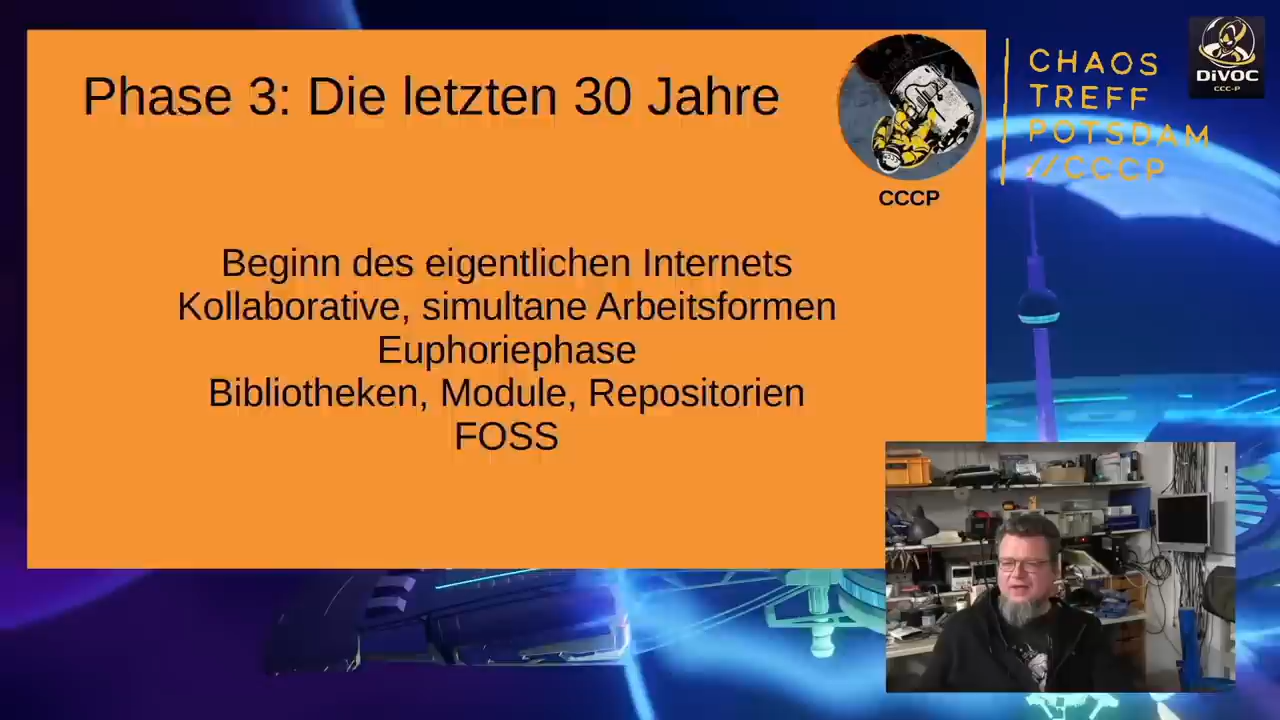 Phase 3: Die letzten 30 Jahre
CCCP
Beginn des eigentlichen Internets
Kollaborative, simultane Arbeitsformen
Euphoriephase
Bibliotheken, Module, Repositorien
FOSS
CHAOS
TREFF
POTSDAM
//CCCP
DiVOC
CCC-P